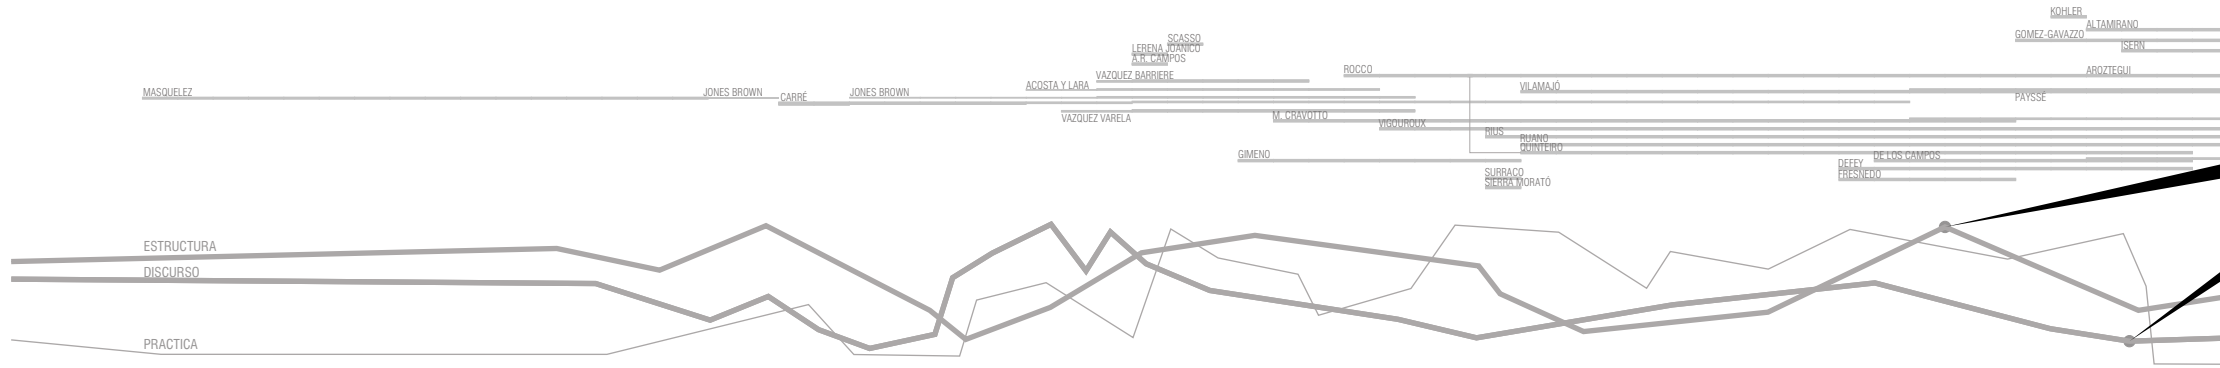 KOHLER
ALTAMIRANO
GOMEZ-GAVAZZO
SCASSO
ISERN
LERENA JOANICO
A.R. CAMPOS
ROCCO
AROZTEGUI
VAZQUEZ BARRIERE
ACOSTA Y LARA
VILAMAJÓ
MASQUELEZ
JONES BROWN
CARRÉ
JONES BROWN
PAYSSÉ
VAZQUEZ VARELA
M. CRAVOTTO
VIGOUROUX
RIUS
RUANO
QUINTEIRO
GIMENO
DE LOS CAMPOS
DEFEY
FRESNEDO
SURRACO
SIERRA MORATÓ
ESTRUCTURA
DISCURSO
PRACTICA